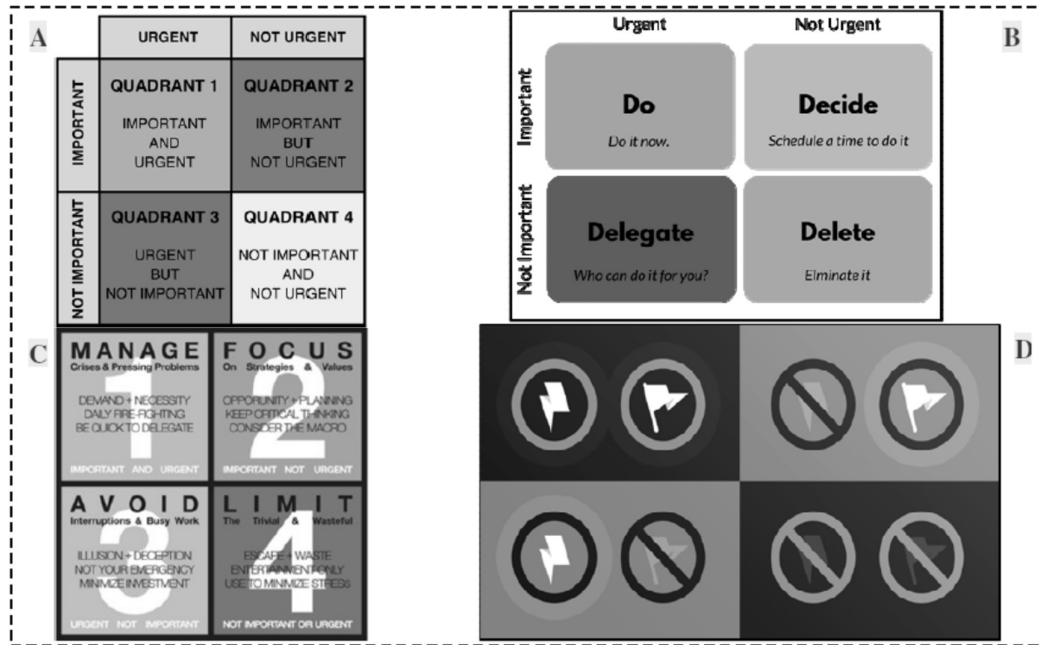 A
URGENT
NOT URGENT
IMPORTANT
QUADRANT 1
IMPORTANT
AND
URGENT
QUADRANT 2
IMPORTANT
BUT
NOT URGENT
NOT IMPORTANT
QUADRANT 3
URGENT
BUT
NOT IMPORTANT
QUADRANT 4
NOT IMPORTANT
AND
NOT URGENT
B
Urgent
Not Urgent
Important
Do
Do it now.
Decide
Schedule a time to do it
Not Important
Delegate
Who can do it for you?
Delete
Elminate it
C
MANAGE
Crises & Pressing Problems
1
DEMAND + NECESSITY
DAILY FIRE-FIGHTING
BE QUICK TO DELEGATE
IMPORTANT AND URGENT
FOCUS
On Strategies & Values
2
OPPORUNITY + PLANNING
KEEP CRITICAL THINKING
CONSIDER THE MACRO
IMPORTANT NOT URGENT
AVOID
Interruptions & Busy Work
3
ILLUSION + DECEPTION
NOT YOUR EMERGENCY
MINIMIZE INVESTMENT
URGENT NOT IMPORTANT
LIMIT
The Trivial & Wasteful
4
ESCAPE + WASTE
ENTERTAINMENT ONLY
USE TO MINIMIZE STRESS
NOT IMPORTANT OR URGENT
D